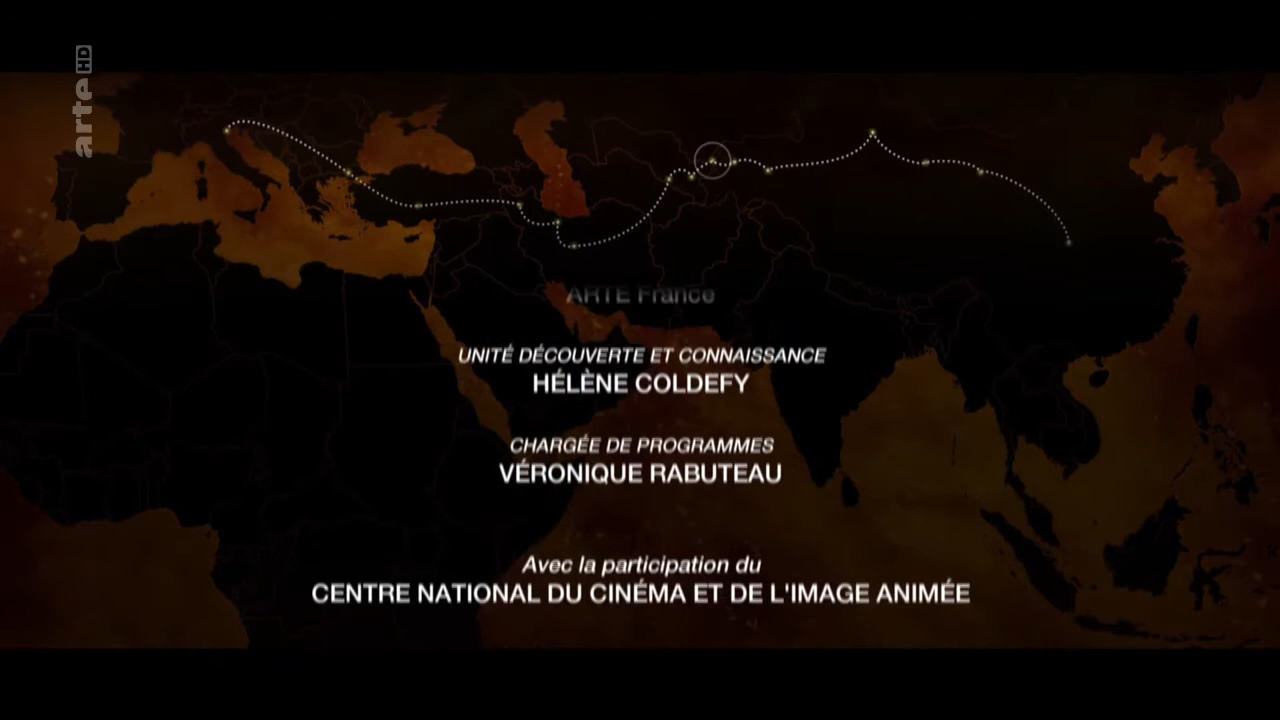 arte HD
ARTE France
UNITÉ DÉCOUVERTE ET CONNAISSANCE
HÉLÈNE COLDEFY
CHARGÉE DE PROGRAMMES
VÉRONIQUE RABUTEAU
Avec la participation du
CENTRE NATIONAL DU CINÉMA ET DE L'IMAGE ANIMÉE